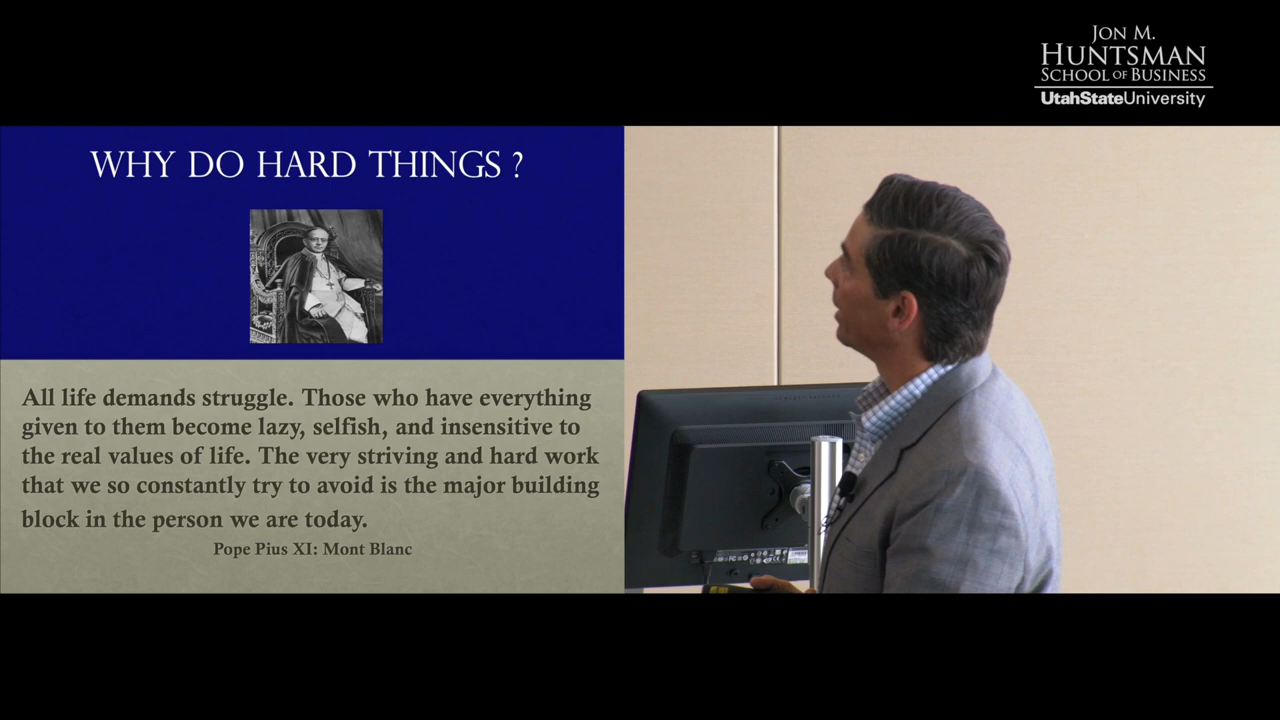 JON M.
HUNTSMAN
SCHOOL OF BUSINESS
UtahStateUniversity
WHY DO HARD THINGS ?
All life demands struggle. Those who have everything
given to them become lazy, selfish, and insensitive to
the real values of life. The very striving and hard work
that we so constantly try to avoid is the major building
block in the person we are today.
Pope Pius XI: Mont Blanc